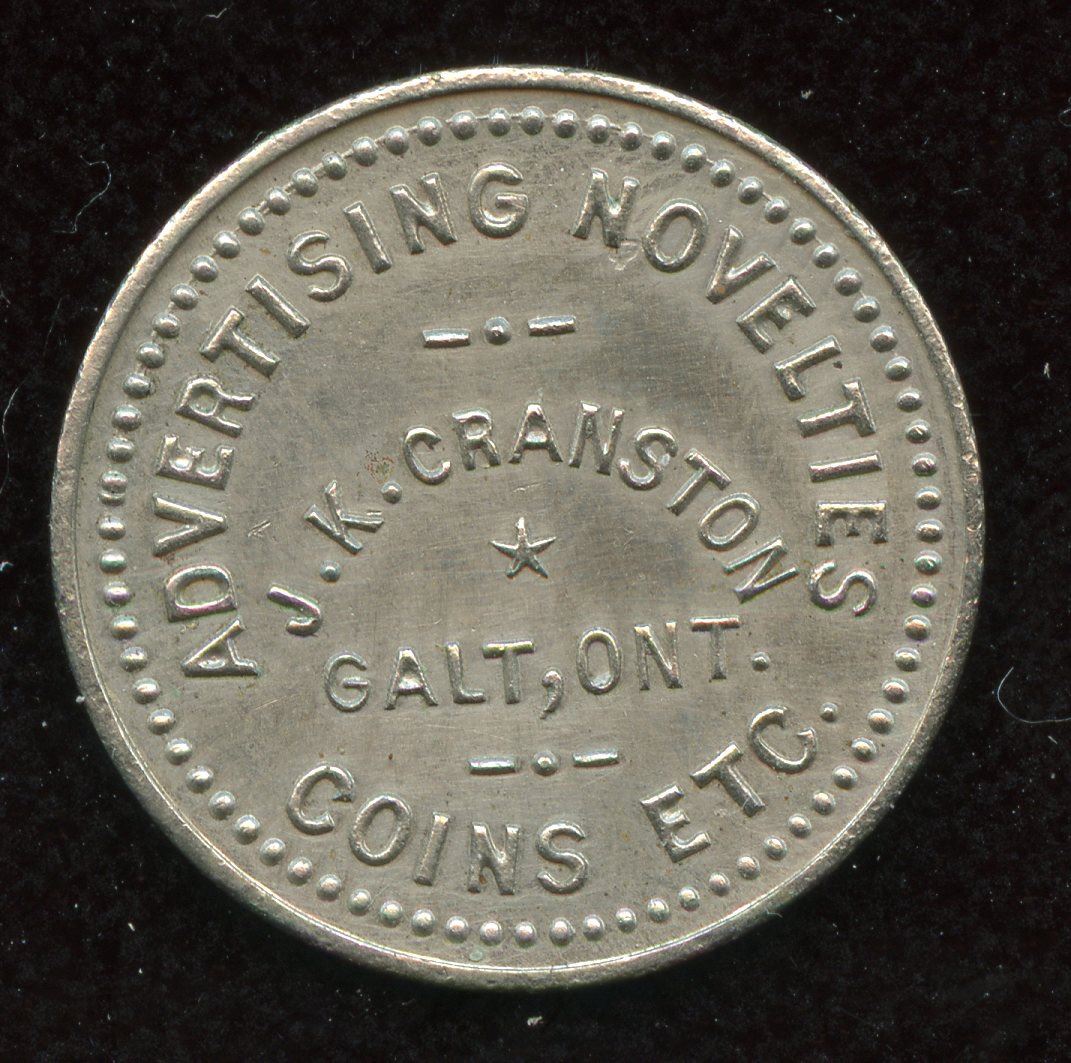 ADVERTISING NOVELTIES
J. K. CRANSTON
GALT, ONT.
COINS ETC.